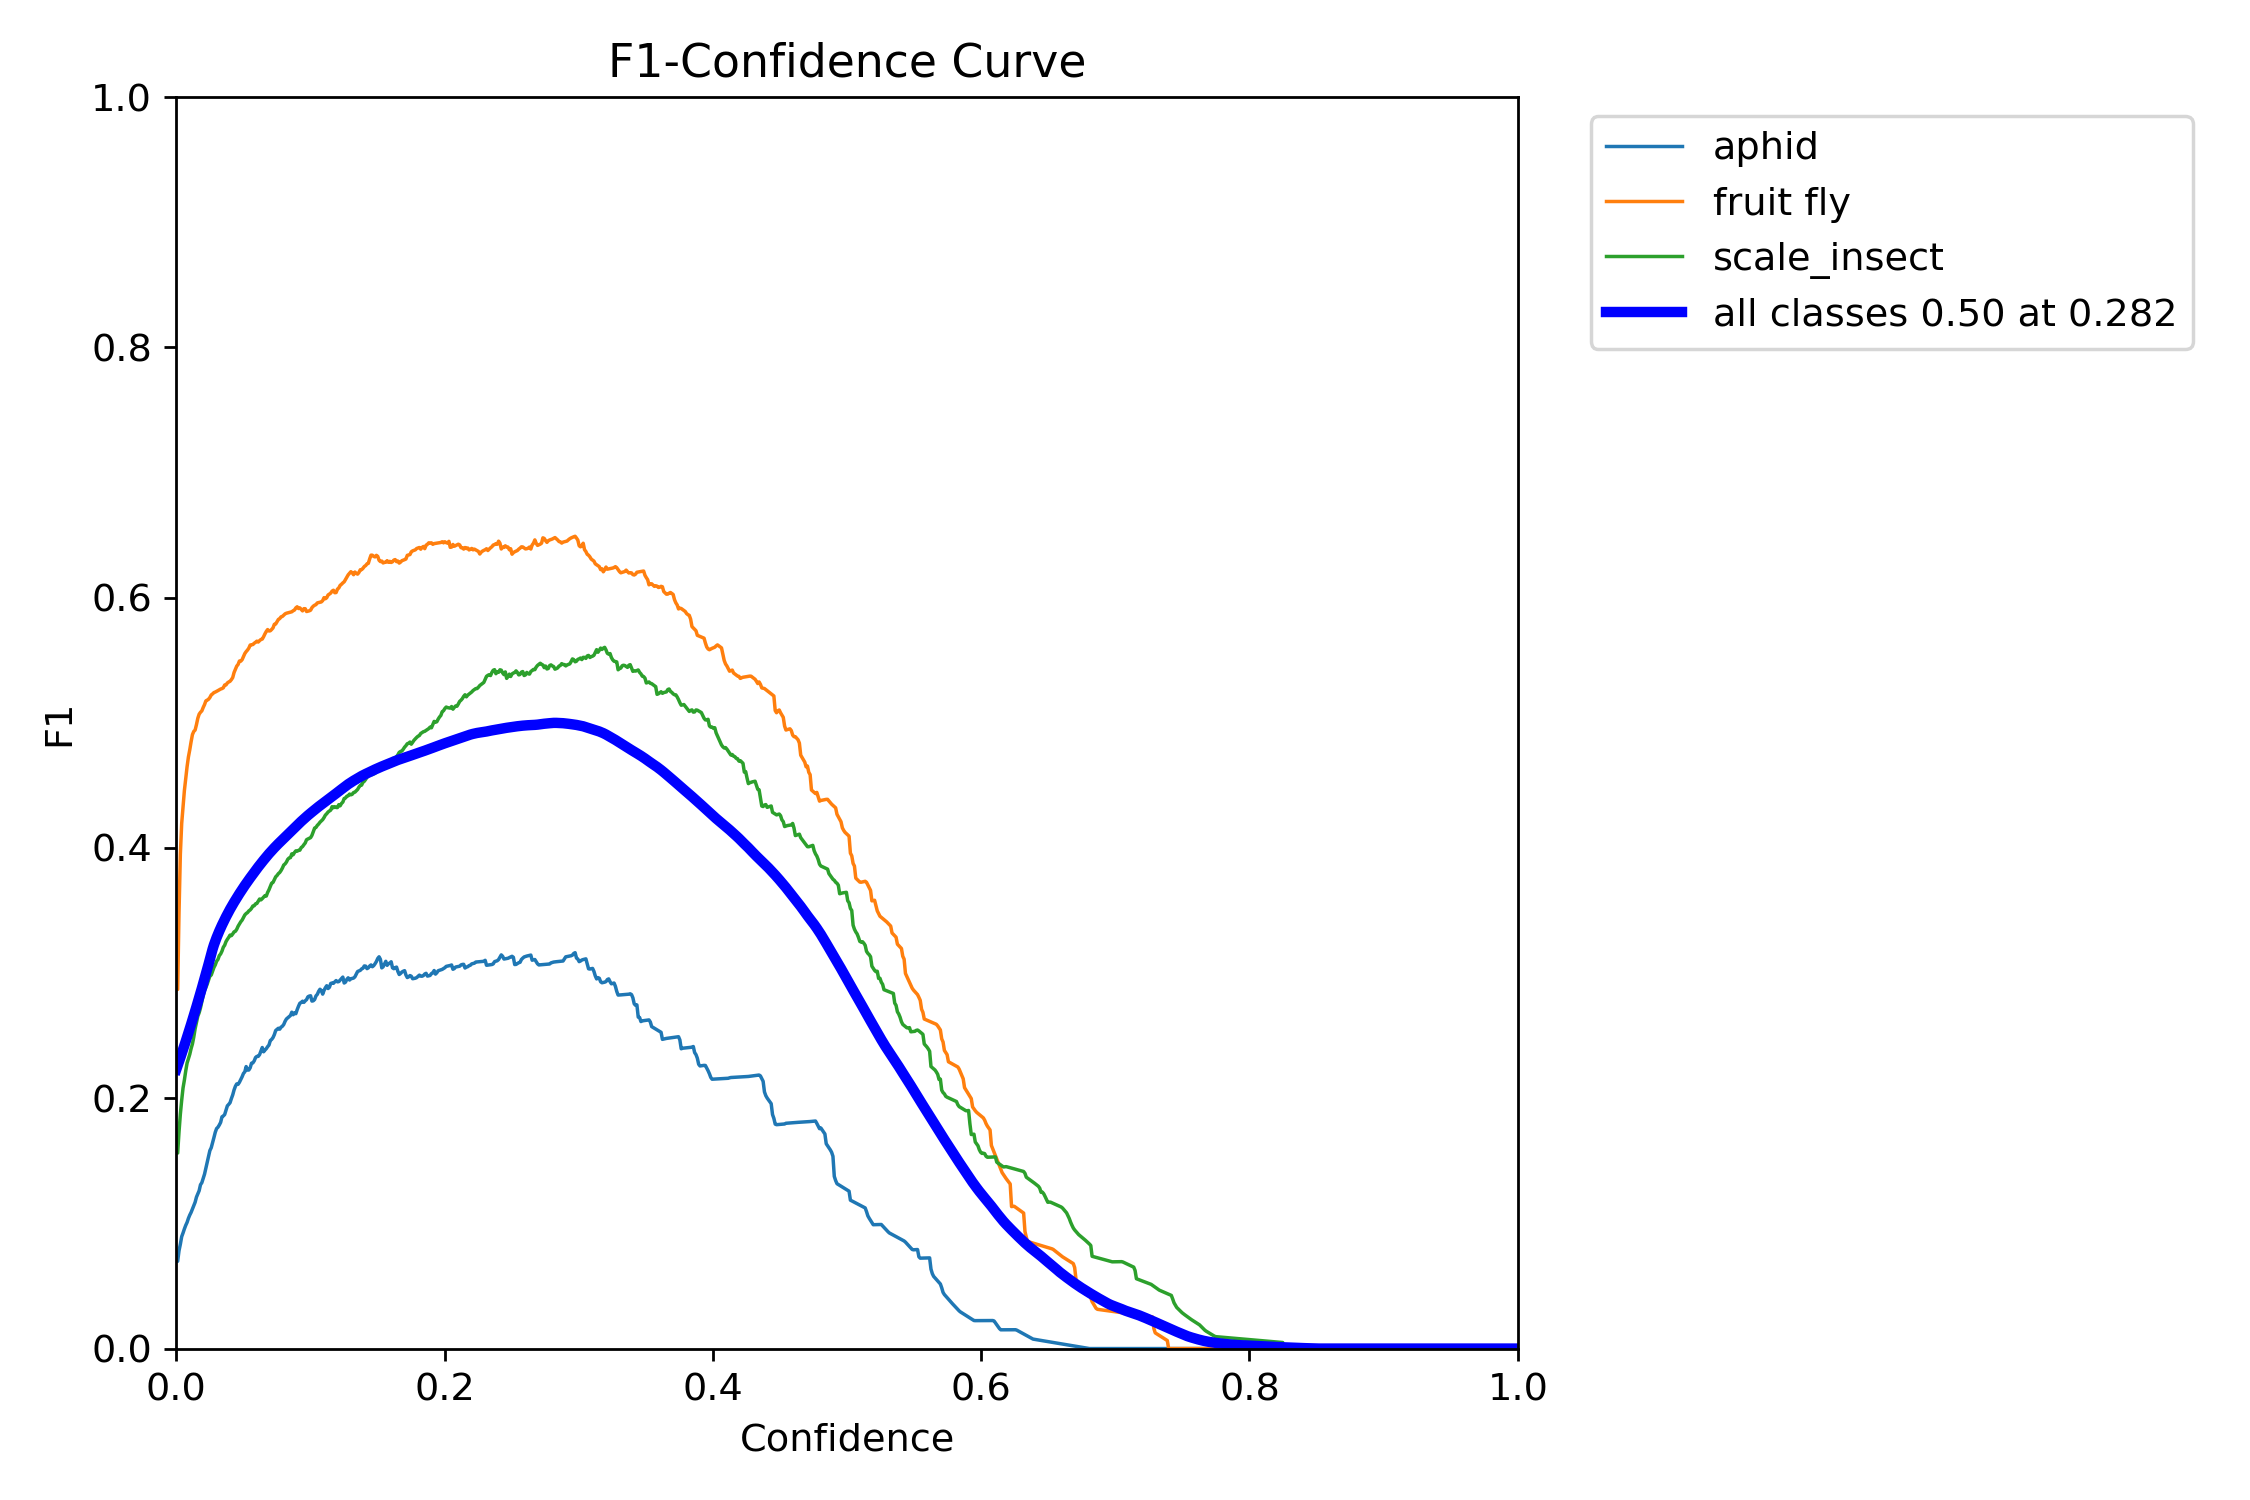 F1-Confidence Curve
1.0
0.8
0.6
0.4
0.2
0.0
F1
0.0 0.2 0.4 0.6 0.8 1.0
Confidence
aphid
fruit fly
scale_insect
all classes 0.50 at 0.282